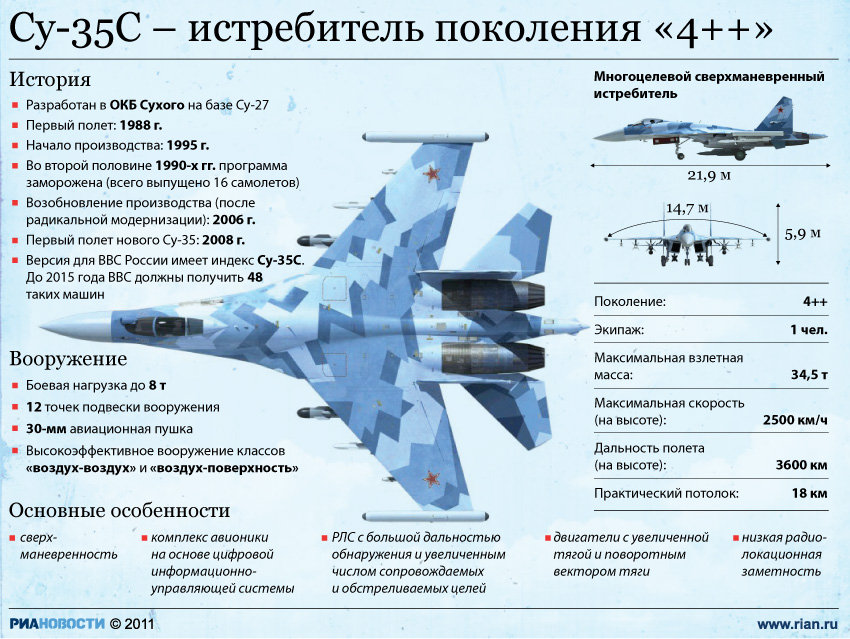 Су-35С – истребитель поколения «4++»
История
Разработан в ОКБ Сухого на базе Су-27
Первый полет: 1988 г.
Начало производства: 1995 г.
Во второй половине 1990-х гг. программа
заморожена (всего выпущено 16 самолетов)
Возобновление производства (после
радикальной модернизации): 2006 г.
Первый полет нового Су-35: 2008 г.
Версия для ВВС России имеет индекс Су-35С.
До 2015 года ВВС должны получить 48
таких машин
Вооружение
Боевая нагрузка до 8 т
12 точек подвески вооружения
30-мм авиационная пушка
Высокоэффективное вооружение классов
«воздух-воздух» и «воздух-поверхность»
Многоцелевой сверхманевренный
истребитель
21,9 м
14,7 м
5,9 м
Поколение: 4++
Экипаж: 1 чел.
Максимальная взлетная
масса: 34,5 т
Максимальная скорость
(на высоте): 2500 км/ч
Дальность полета
(на высоте): 3600 км
Практический потолок: 18 км
Основные особенности
сверх-
маневренность
комплекс авионики
на основе цифровой
информационно-
управляющей системы
РЛС с большой дальностью
обнаружения и увеличенным
числом сопровождаемых
и обстреливаемых целей
двигатели с увеличенной
тягой и поворотным
вектором тяги
низкая радио-
локационная
заметность
РИАНОВОСТИ © 2011
www.rian.ru